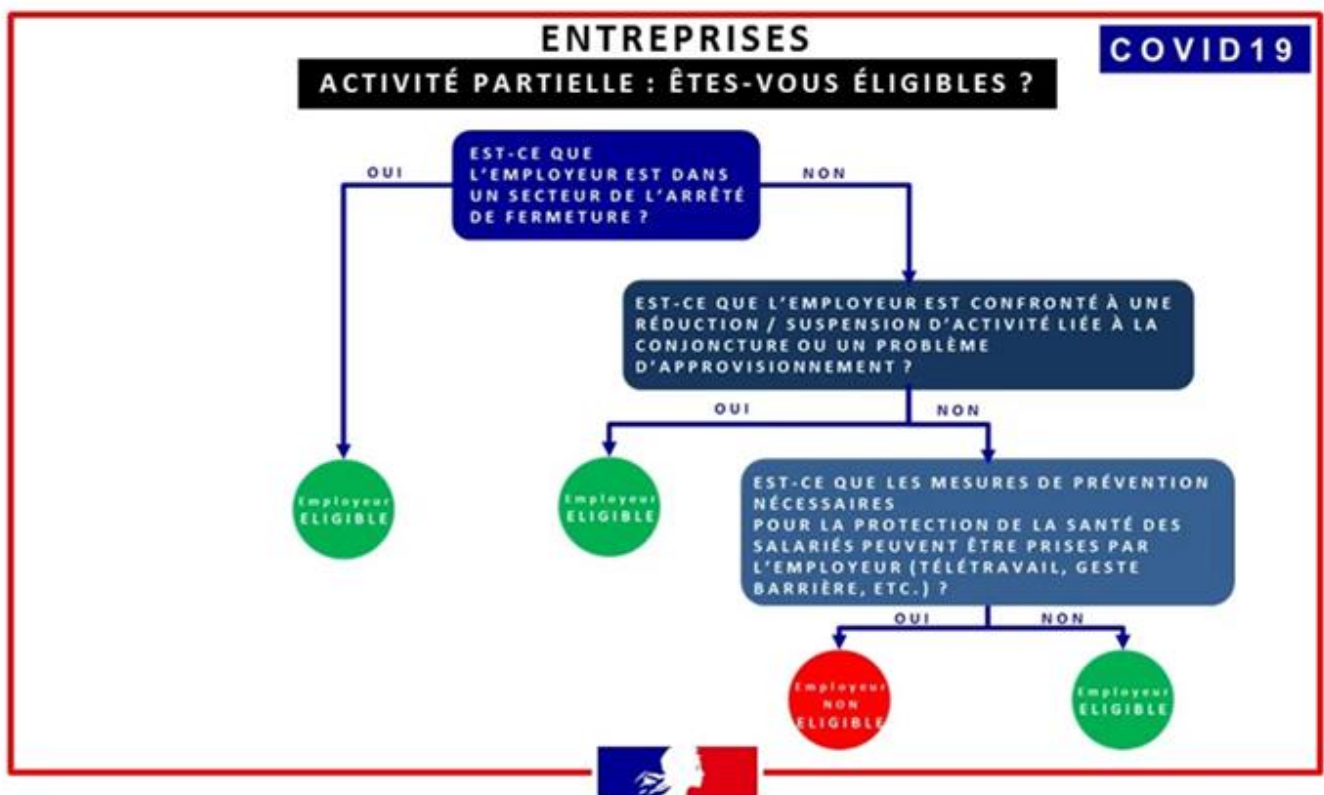 ENTREPRISES
COVID19
ACTIVITÉ PARTIELLE : ÊTES-VOUS ÉLIGIBLES ?
EST-CE QUE
L'EMPLOYEUR EST DANS
UN SECTEUR DE L'ARRÊTÉ
DE FERMETURE ?
OUI
NON
EST-CE QUE L'EMPLOYEUR EST CONFRONTÉ À UNE
RÉDUCTION / SUSPENSION D'ACTIVITÉ LIÉE À LA
CONJONCTURE OU UN PROBLÈME
D'APPROVISIONNEMENT ?
OUI
NON
Employeur
ELIGIBLE
Employeur
ELIGIBLE
EST-CE QUE LES MESURES DE PRÉVENTION
NÉCESSAIRES
POUR LA PROTECTION DE LA SANTÉ DES
SALARIÉS PEUVENT ÊTRE PRISES PAR
L'EMPLOYEUR (TÉLÉTRAVAIL, GESTE
BARRIÈRE, ETC.) ?
OUI
NON
Employeur
NON
ELIGIBLE
Employeur
ELIGIBLE